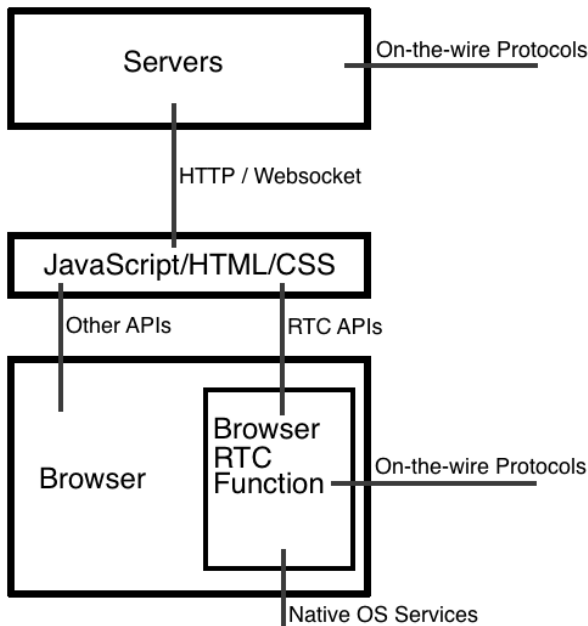 Servers
On-the-wire Protocols
HTTP / Websocket
JavaScript/HTML/CSS
Other APIs
RTC APIs
Browser
Browser
RTC
Function
On-the-wire Protocols
Native OS Services